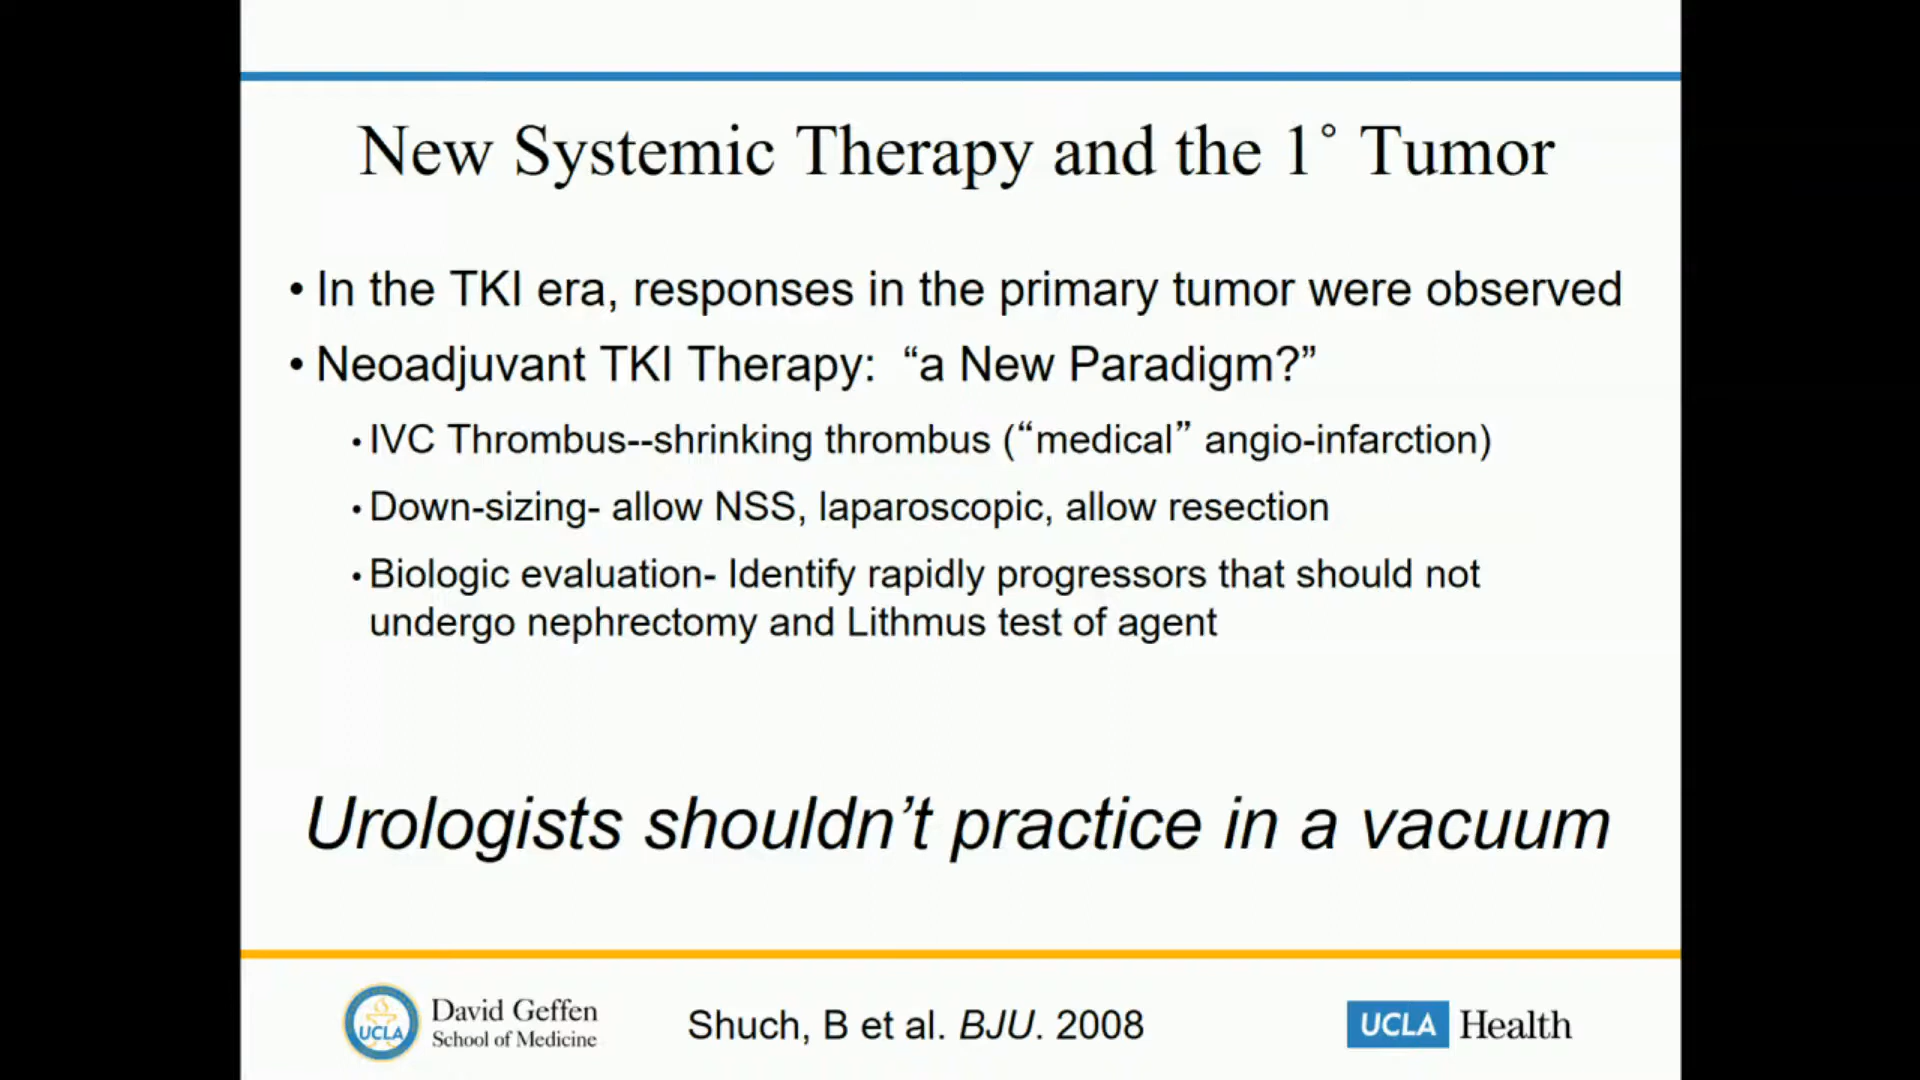 New Systemic Therapy and the 1˚ Tumor
• In the TKI era, responses in the primary tumor were observed
• Neoadjuvant TKI Therapy: “a New Paradigm?”
• IVC Thrombus--shrinking thrombus (“medical” angio-infarction)
• Down-sizing- allow NSS, laparoscopic, allow resection
• Biologic evaluation- Identify rapidly progressors that should not
undergo nephrectomy and Lithmus test of agent
Urologists shouldn’t practice in a vacuum
UCLA
David Geffen
School of Medicine
Shuch, B et al. BJU. 2008
UCLA Health